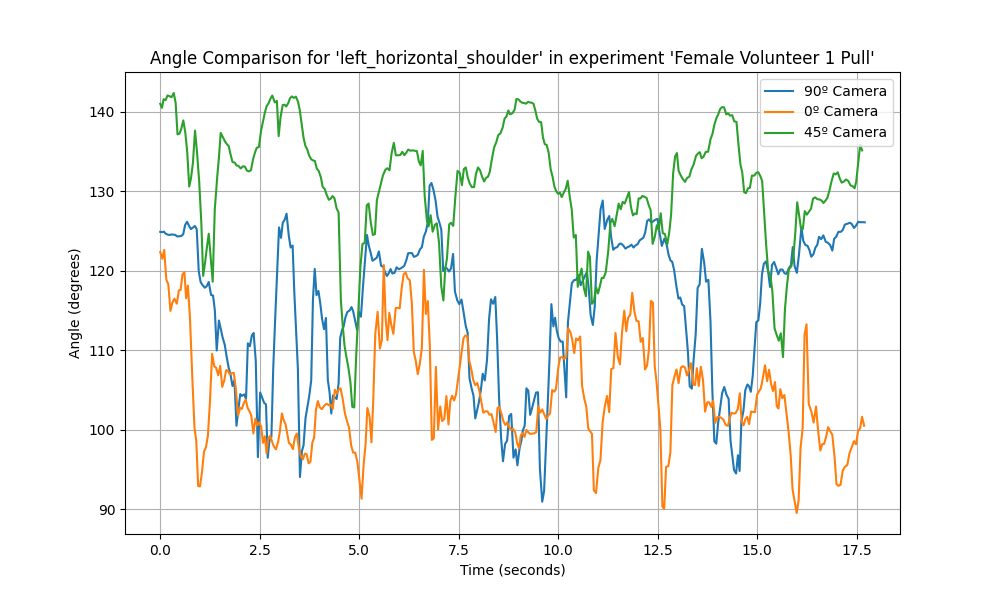 Angle Comparison for 'left_horizontal_shoulder' in experiment 'Female Volunteer 1 Pull'
90º Camera
0º Camera
45º Camera
140
130
120
110
100
90
Angle (degrees)
0.0 2.5 5.0 7.5 10.0 12.5 15.0 17.5
Time (seconds)